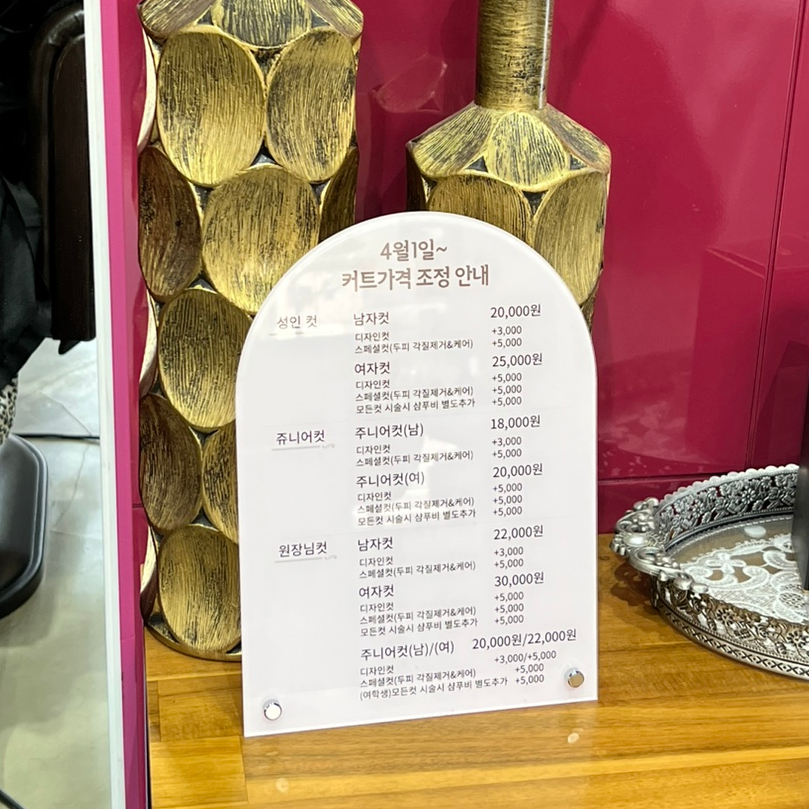 4월1일~
커트가격 조정 안내
성인 컷 남자컷 20,000원
디자인컷 +3,000
스페셜컷(두피 각질제거&케어) +5,000
여자컷 25,000원
디자인컷 +5,000
스페셜컷(두피 각질제거&케어) +5,000
모든컷 시술시 샴푸비 별도추가 +5,000
쥬니어컷 주니어컷(남) 18,000원
디자인컷 +3,000
스페셜컷(두피 각질제거&케어) +5,000
주니어컷(여) 20,000원
디자인컷 +5,000
스페셜컷(두피 각질제거&케어) +5,000
모든컷 시술시 샴푸비 별도추가 +5,000
원장님컷 남자컷 22,000원
디자인컷 +3,000
스페셜컷(두피 각질제거&케어) +5,000
여자컷 30,000원
디자인컷 +5,000
스페셜컷(두피 각질제거&케어) +5,000
모든컷 시술시 샴푸비 별도추가 +5,000
주니어컷(남)/(여) 20,000원/22,000원
디자인컷 +3,000/+5,000
스페셜컷(두피 각질제거&케어) +5,000
(여학생)모든컷 시술시 샴푸비 별도추가 +5,000